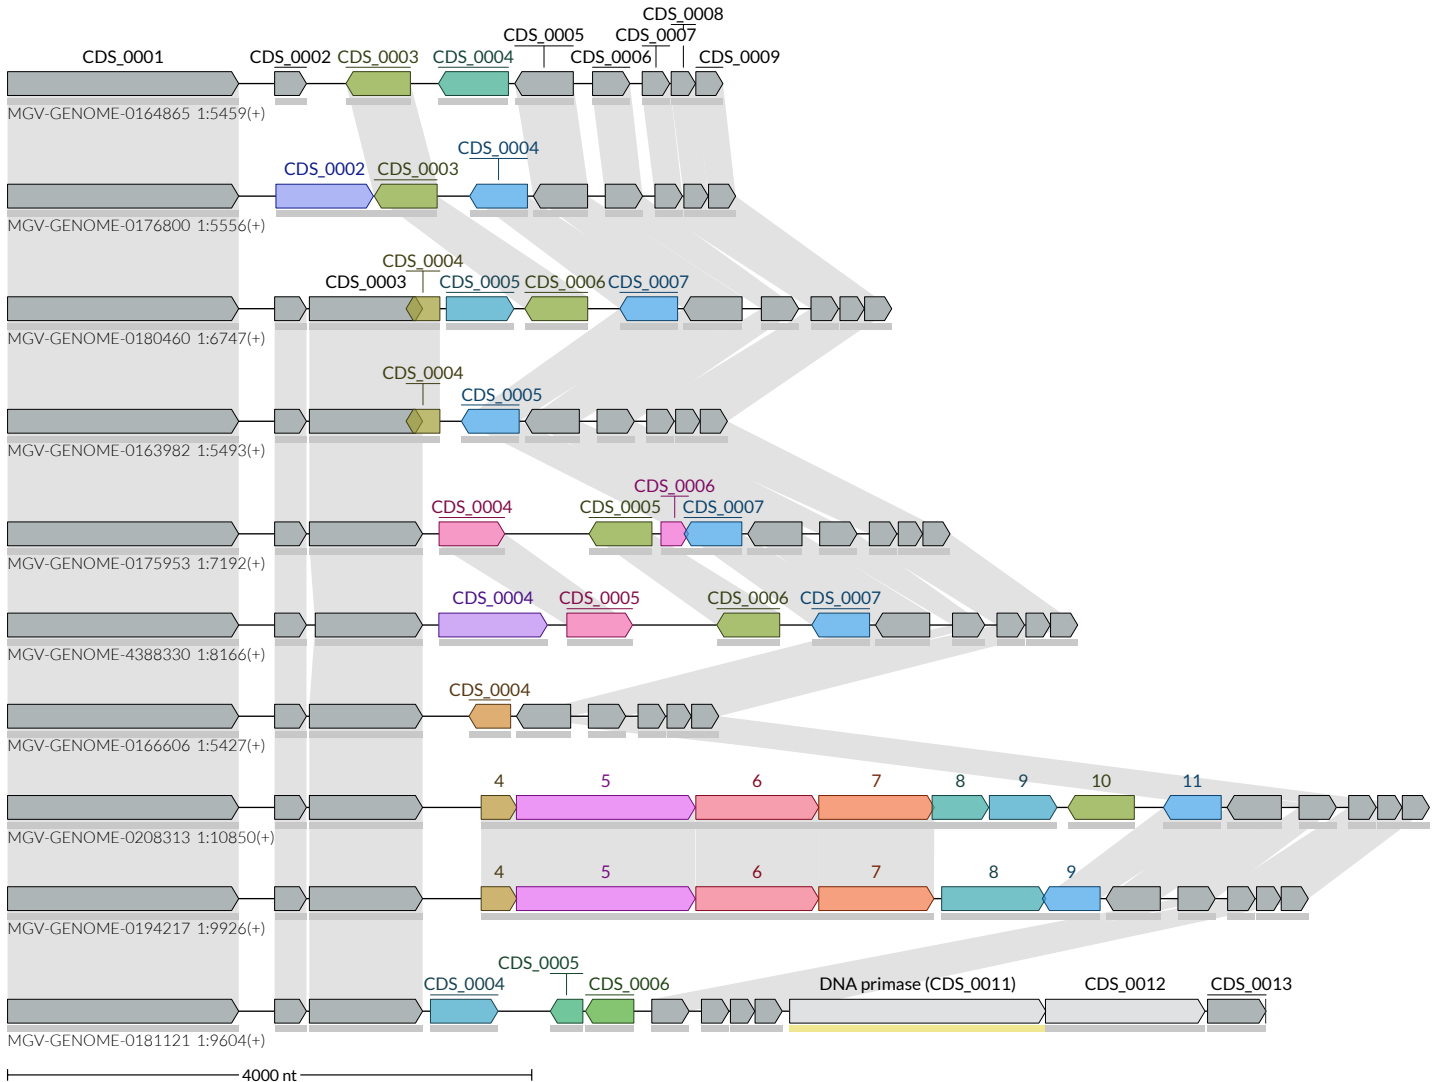 CDS_0008
CDS_0005 CDS_0007
CDS_0001 CDS_0002 CDS_0003 CDS_0004 CDS_0006 CDS_0009
MGV-GENOME-0164865 1:5459(+)
CDS_0004
CDS_0002 CDS_0003
MGV-GENOME-0176800 1:5556(+)
CDS_0004
CDS_0003 CDS_0005 CDS_0006 CDS_0007
MGV-GENOME-0180460 1:6747(+)
CDS_0004
CDS_0005
MGV-GENOME-0163982 1:5493(+)
CDS_0006
CDS_0004 CDS_0005 CDS_0007
MGV-GENOME-0175953 1:7192(+)
CDS_0004 CDS_0005 CDS_0006 CDS_0007
MGV-GENOME-4388330 1:8166(+)
CDS_0004
MGV-GENOME-0166606 1:5427(+)
4 5 6 7 8 9 10 11
MGV-GENOME-0208313 1:10850(+)
4 5 6 7 8 9
MGV-GENOME-0194217 1:9926(+)
CDS_0005
CDS_0004 CDS_0006 DNA primase (CDS_0011) CDS_0012 CDS_0013
MGV-GENOME-0181121 1:9604(+)
4000 nt